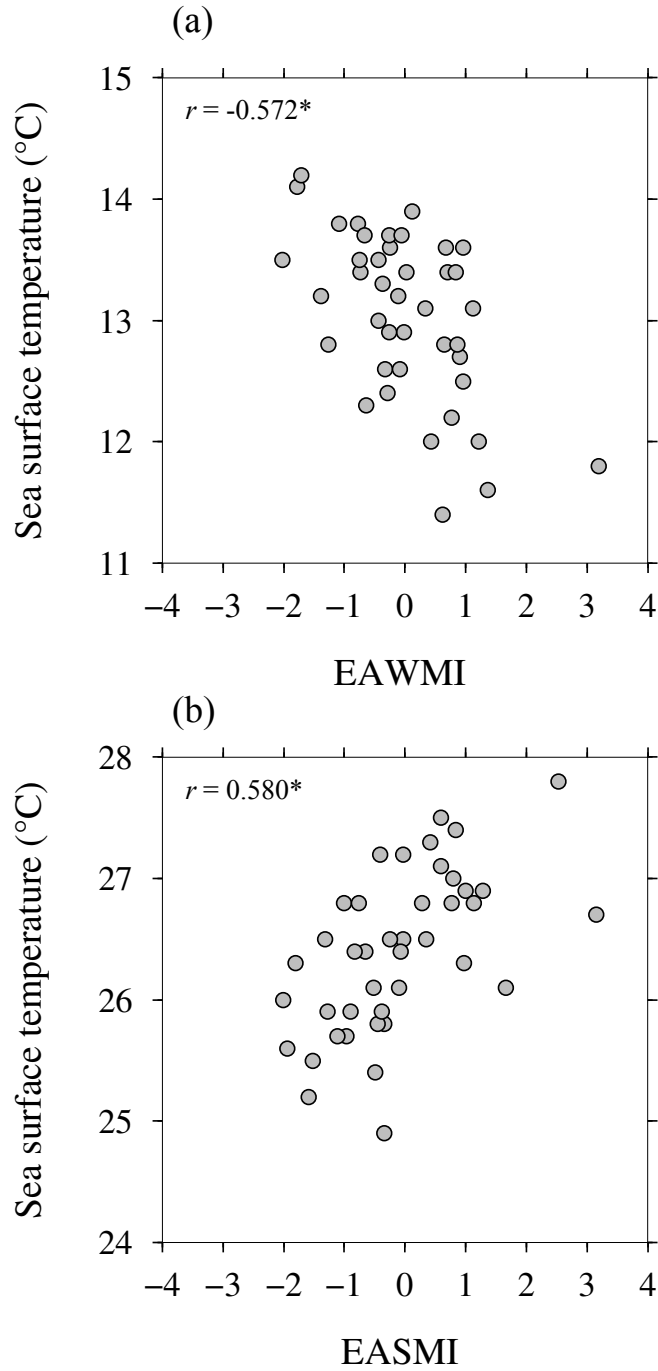 (a)
Sea surface temperature (°C)
15
14
13
12
11
r = -0.572*
−4 −3 −2 −1 0 1 2 3 4
EAWMI
(b)
Sea surface temperature (°C)
28
27
26
25
24
r = 0.580*
−4 −3 −2 −1 0 1 2 3 4
EASMI